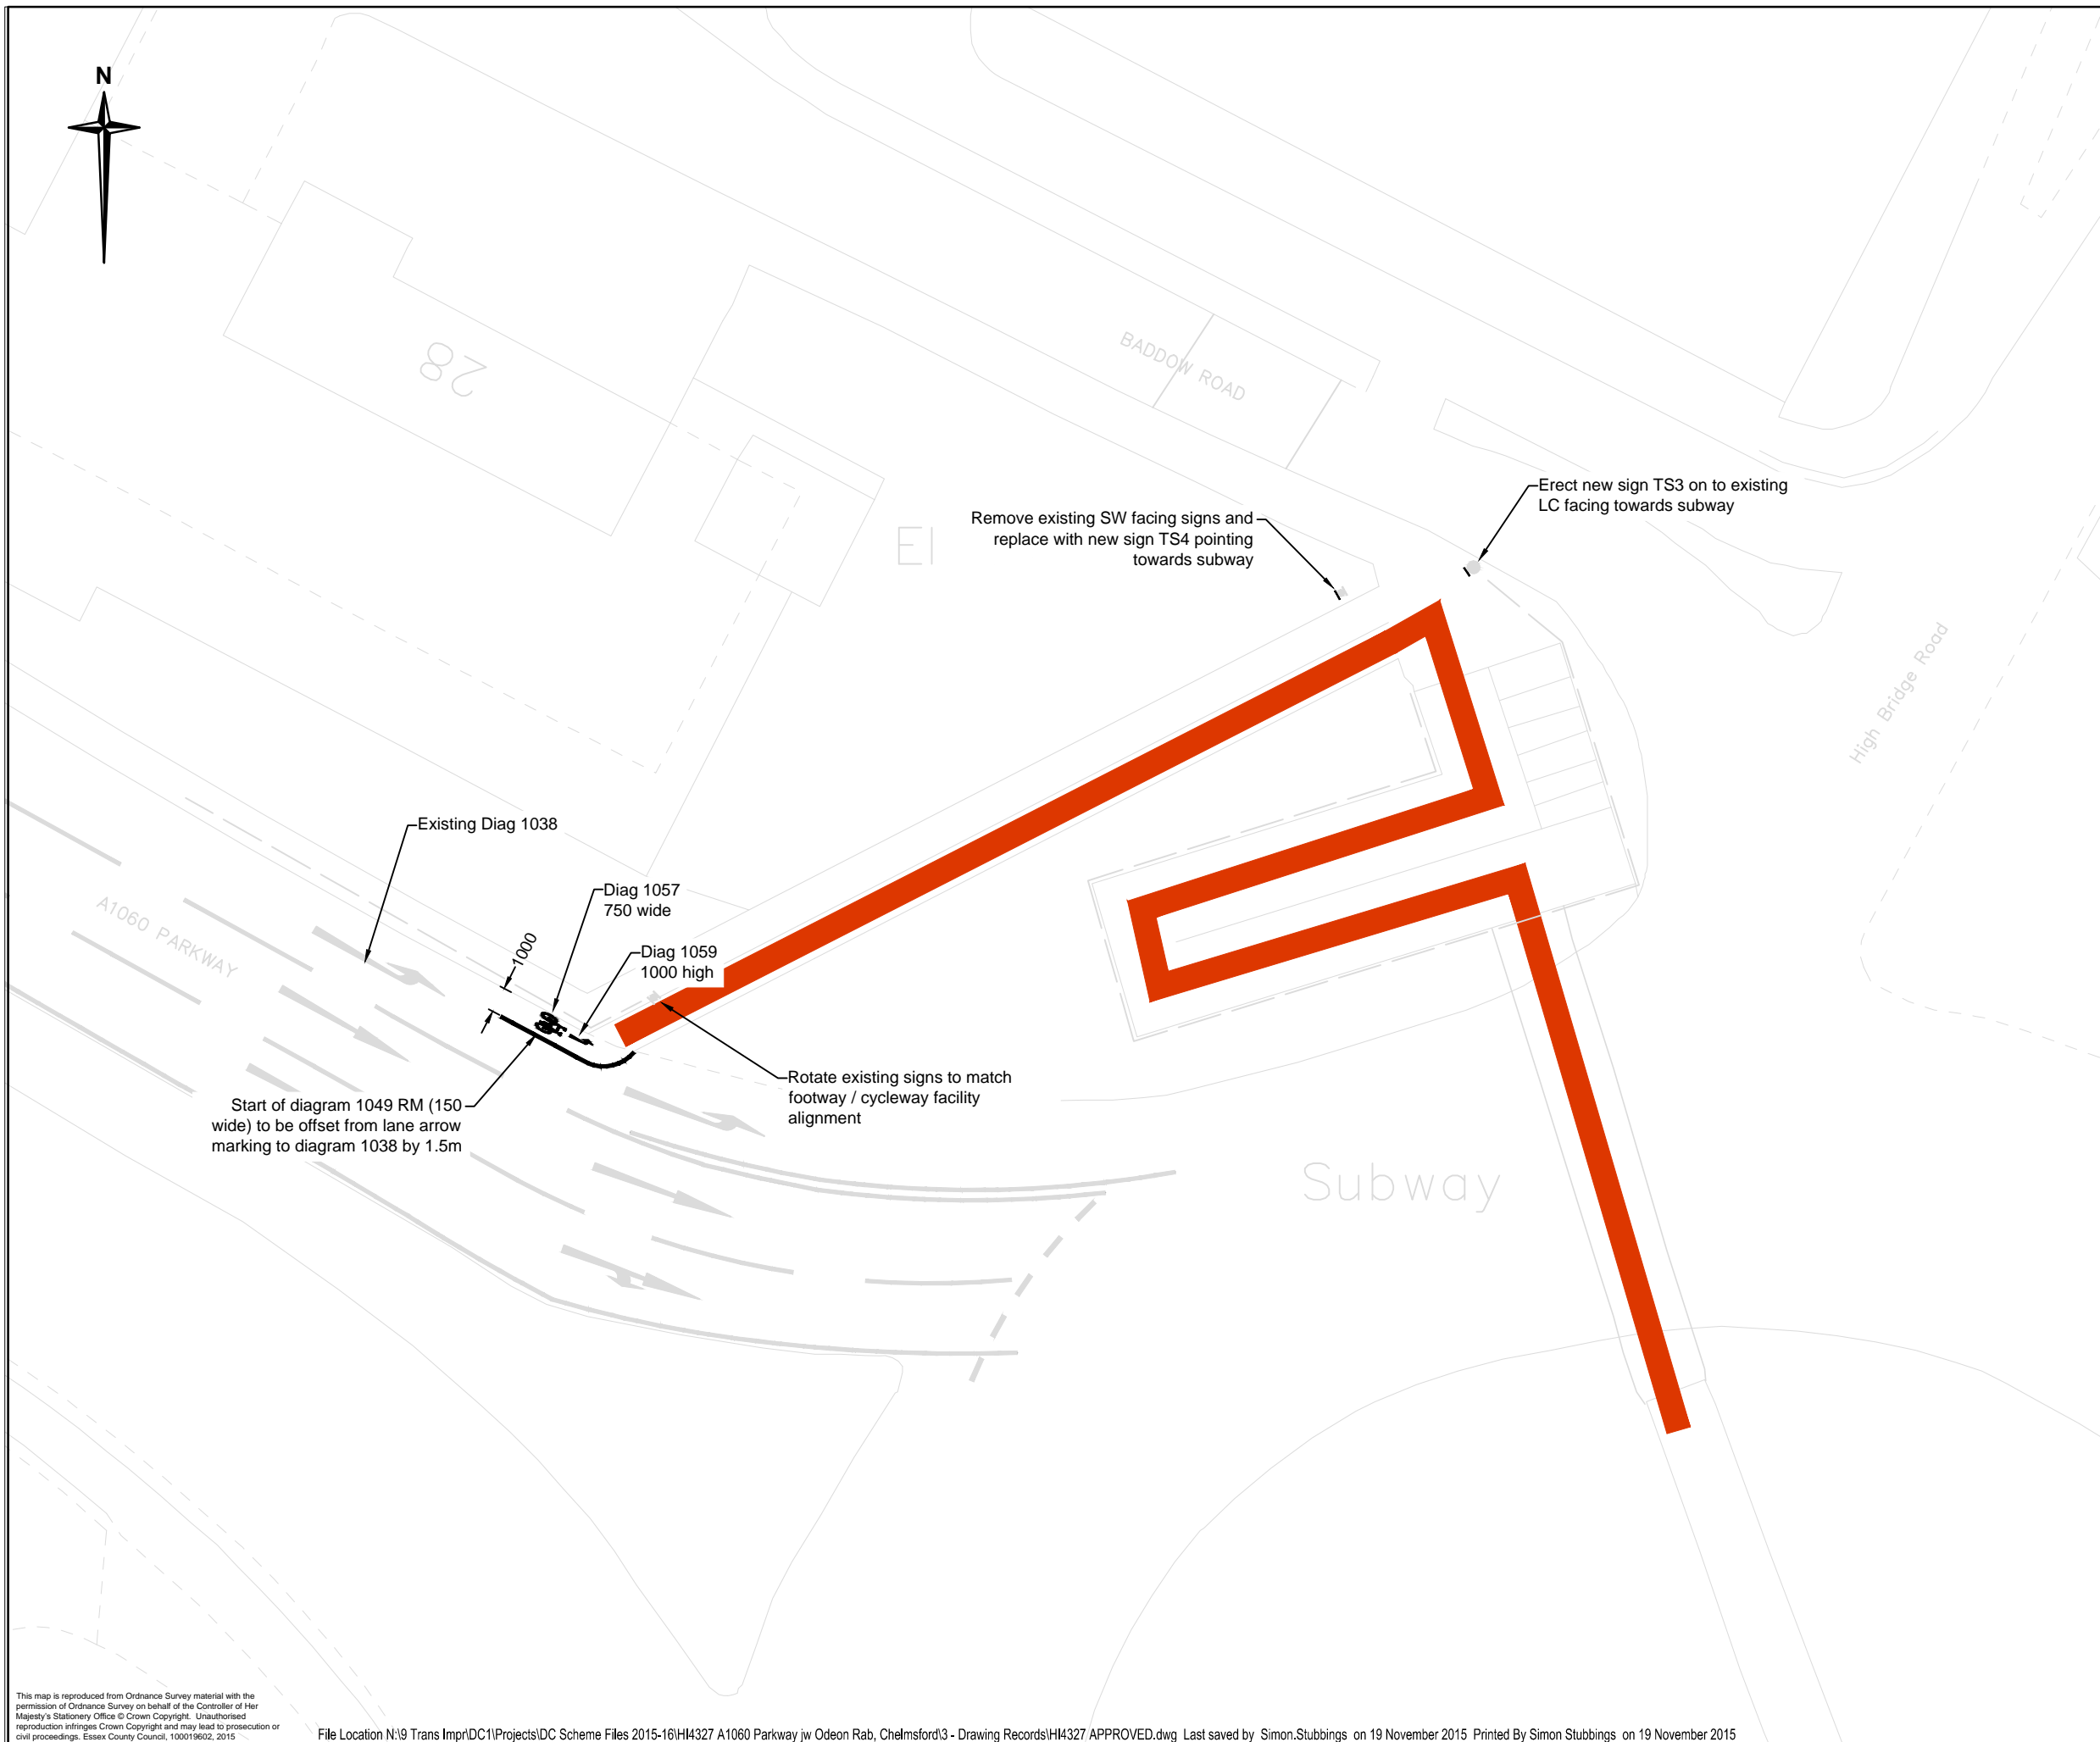 N
28
BADDOW ROAD
El
Erect new sign TS3 on to existing
LC facing towards subway
Remove existing SW facing signs and
replace with new sign TS4 pointing
towards subway
High Bridge Road
Existing Diag 1038
Diag 1057
750 wide
A1060 PARKWAY
1000
Diag 1059
1000 high
Rotate existing signs to match
footway / cycleway facility
alignment
Start of diagram 1049 RM (150
wide) to be offset from lane arrow
marking to diagram 1038 by 1.5m
Subway
This map is reproduced from Ordnance Survey material with the
permission of Ordnance Survey on behalf of the Controller of Her
Majesty's Stationery Office © Crown Copyright. Unauthorised
reproduction infringes Crown Copyright and may lead to prosecution or
civil proceedings. Essex County Council, 100019602, 2015
File Location N:\9 Trans Impr\DC1\Projects\DC Scheme Files 2015-16\HI4327 A1060 Parkway jw Odeon Rab, Chelmsford\3 - Drawing Records\HI4327 APPROVED.dwg Last saved by Simon.Stubbings on 19 November 2015 Printed By Simon Stubbings on 19 November 2015